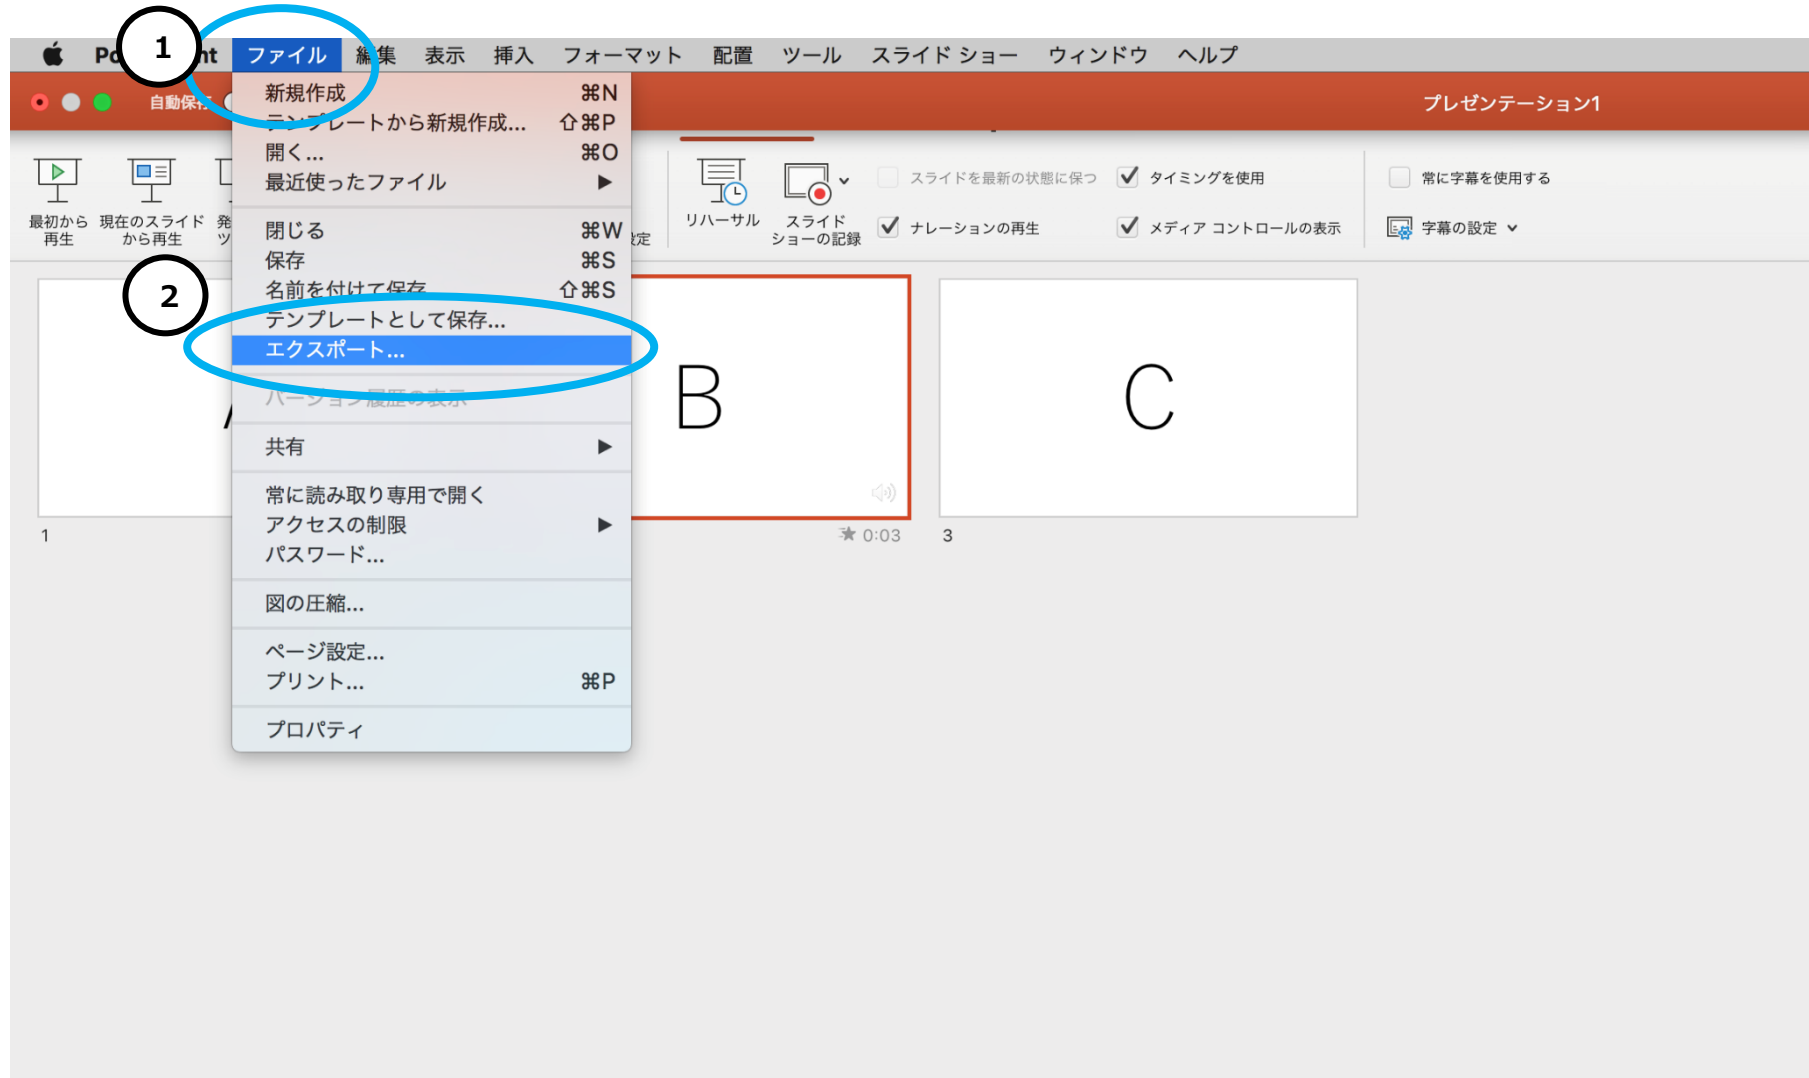 1
ファイル 編集 表示 挿入 フォーマット 配置 ツール スライド ショー ウィンドウ ヘルプ
自動保存
プレゼンテーション1
新規作成 ⌘N
テンプレートから新規作成... ⇧⌘P
開く... ⌘O
最近使ったファイル ▶
閉じる ⌘W
保存 ⌘S
名前を付けて保存 ⇧⌘S
テンプレートとして保存...
エクスポート...
バージョン履歴の表示
共有 ▶
常に読み取り専用で開く
アクセスの制限 ▶
パスワード...
図の圧縮...
ページ設定...
プリント... ⌘P
プロパティ
最初から
再生
現在のスライド
から再生
リハーサル
スライド
ショーの記録
スライドを最新の状態に保つ
タイミングを使用
ナレーションの再生
メディア コントロールの表示
常に字幕を使用する
字幕の設定
2
B
C
1
0:03
3